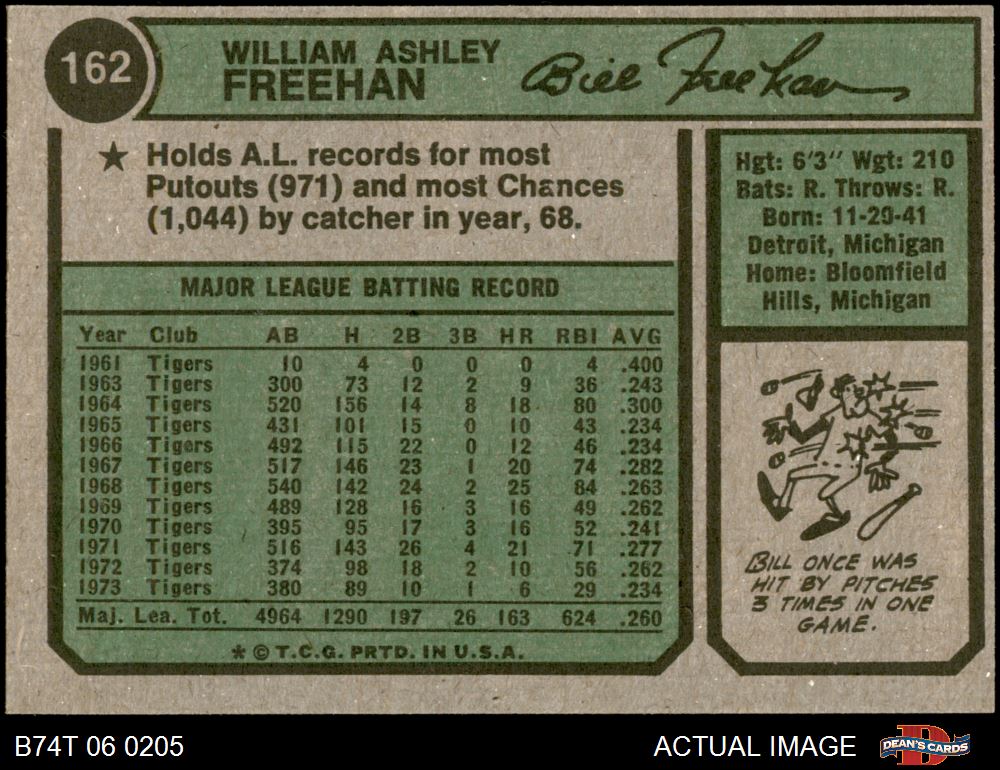 162
WILLIAM ASHLEY
FREEHAN
Bill Freehan
★ Holds A.L. records for most
Putouts (971) and most Chances
(1,044) by catcher in year, 68.
MAJOR LEAGUE BATTING RECORD
Year Club AB H 2B 3B HR RBI AVG
1961 Tigers 10 4 0 0 0 4 .400
1963 Tigers 300 73 12 2 9 36 .243
1964 Tigers 520 156 14 8 18 80 .300
1965 Tigers 431 101 15 0 10 43 .234
1966 Tigers 492 115 22 0 12 46 .234
1967 Tigers 517 146 23 1 20 74 .282
1968 Tigers 540 142 24 2 25 84 .263
1969 Tigers 489 128 16 3 16 49 .262
1970 Tigers 395 95 17 3 16 52 .241
1971 Tigers 516 143 26 4 21 71 .277
1972 Tigers 374 98 18 2 10 56 .262
1973 Tigers 380 89 10 1 6 29 .234
Maj. Lea. Tot. 4964 1290 197 26 163 624 .260
* © T.C.G. PRTD. IN U.S.A.
Hgt: 6'3" Wgt: 210
Bats: R. Throws: R.
Born: 11-29-41
Detroit, Michigan
Home: Bloomfield
Hills, Michigan
BILL ONCE WAS
HIT BY PITCHES
3 TIMES IN ONE
GAME.
B74T 06 0205
ACTUAL IMAGE
D
DEAN'S CARDS